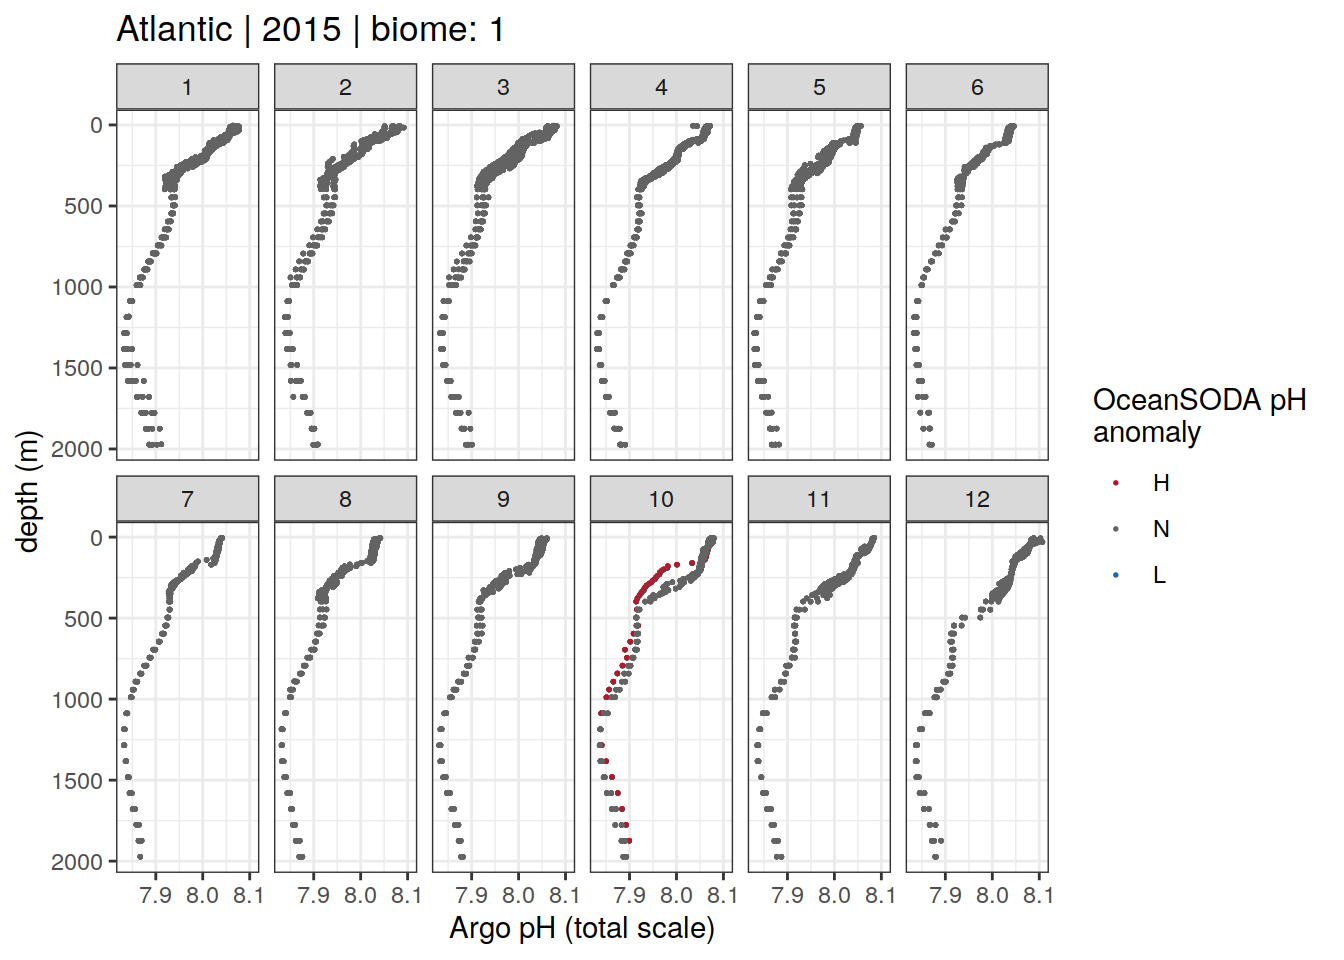 Atlantic | 2015 | biome: 1
1 2 3 4 5 6
0
500
1000
1500
2000
7 8 9 10 11 12
0
500
1000
1500
2000
7.9 8.0 8.1 7.9 8.0 8.1 7.9 8.0 8.1 7.9 8.0 8.1 7.9 8.0 8.1 7.9 8.0 8.1
Argo pH (total scale)
depth (m)
OceanSODA pH
anomaly
H
N
L